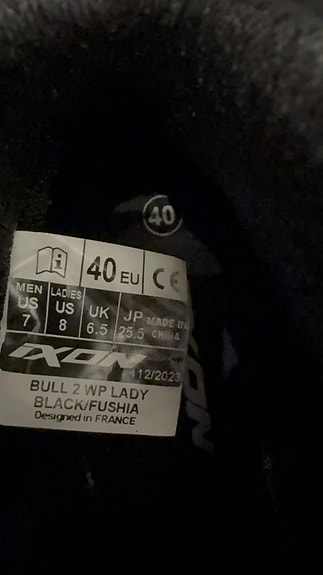 40
40 EU CE
MEN US 7 LADIES US 8 UK 6.5 JP 25.5 MADE IN CHINA
IXON
12/2023
BULL 2 WP LADY
BLACK/FUSHIA
Designed in FRANCE